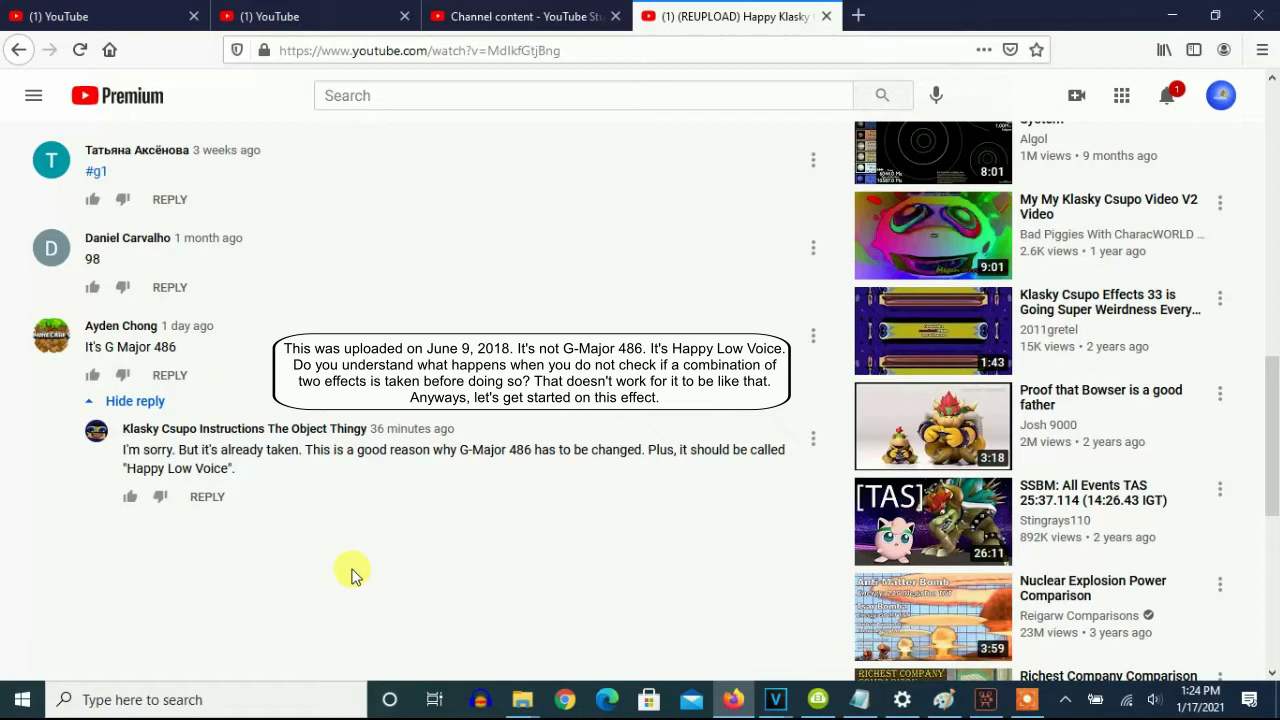 (1) YouTube
(1) YouTube
Channel content - YouTube Stu
(1) (REUPLOAD) Happy Klasky
https://www.youtube.com/watch?v=MdlkfGtjBng
Premium
Search
1
Татьяна Аксёнова 3 weeks ago
#g1
REPLY
Daniel Carvalho 1 month ago
98
REPLY
Ayden Chong 1 day ago
It's G Major 486
REPLY
Hide reply
This was uploaded on June 9, 2018. It's not G-Major 486. It's Happy Low Voice.
Do you understand what happens when you do not check if a combination of
two effects is taken before doing so? That doesn't work for it to be like that.
Anyways, let's get started on this effect.
Klasky Csupo Instructions The Object Thingy 36 minutes ago
I'm sorry. But it's already taken. This is a good reason why G-Major 486 has to be changed. Plus, it should be called
"Happy Low Voice".
REPLY
System
Algol
1M views • 9 months ago
8:01
My My Klasky Csupo Video V2
Video
Bad Piggies With CharacWORLD ...
2.6K views • 1 year ago
9:01
Klasky Csupo Effects 33 is
Going Super Weirdness Every...
2011gretel
15K views • 2 years ago
1:43
Proof that Bowser is a good
father
Josh 9000
2M views • 2 years ago
3:18
[TAS]
SSBM: All Events TAS
25:37.114 (14:26.43 IGT)
Stingrays110
892K views • 2 years ago
26:11
Anti-Matter Bomb
Tsar Bomba
Nuclear Explosion Power
Comparison
Reigarw Comparisons
23M views • 3 years ago
3:59
RICHEST COMPANY
Richest Company Comparison
Type here to search
1:24 PM
1/17/2021